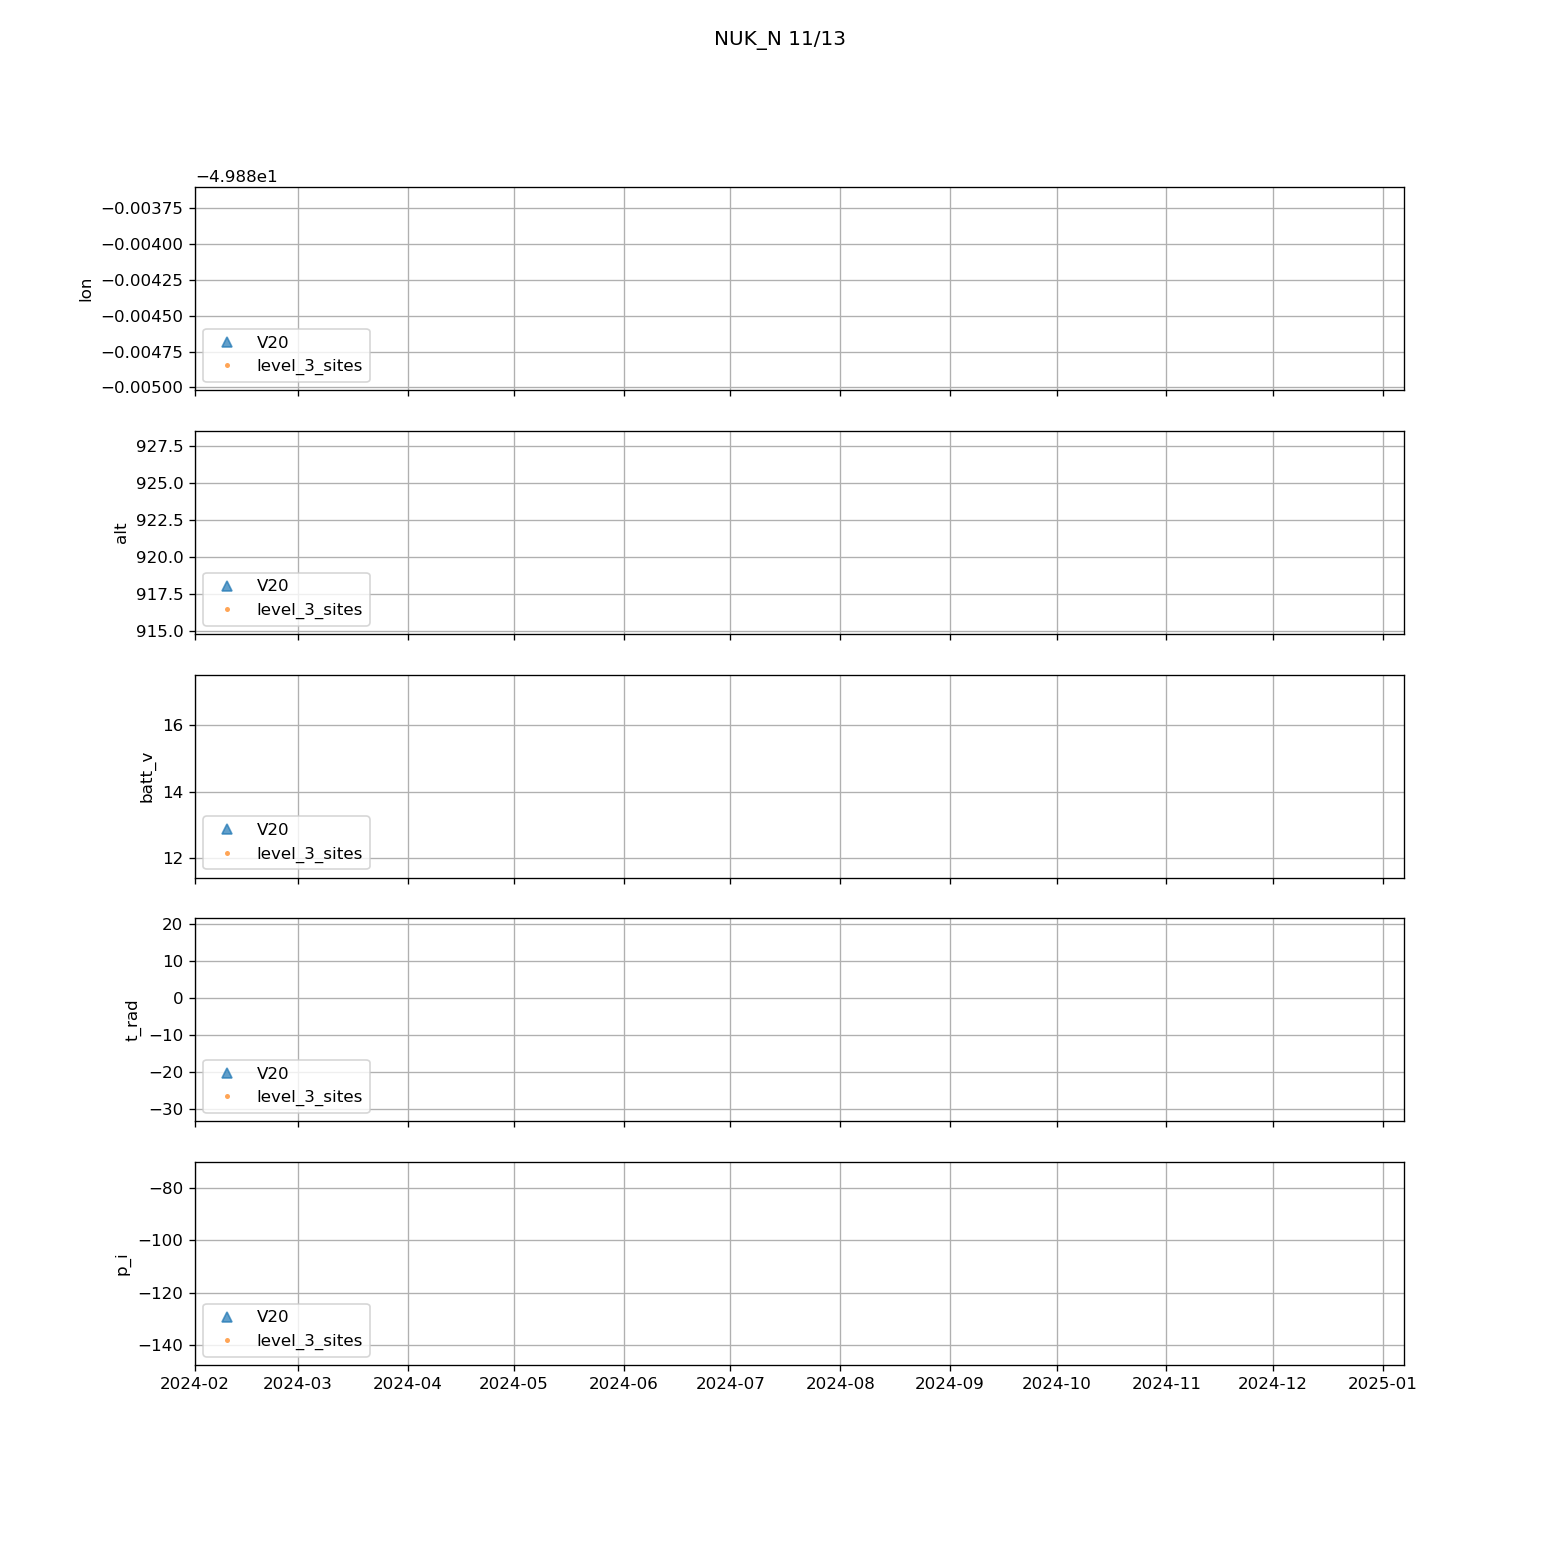 NUK_N 11/13
−4.988e1
−0.00375
−0.00400
−0.00425
−0.00450
−0.00475
−0.00500
lon
V20
level_3_sites
927.5
925.0
922.5
920.0
917.5
915.0
alt
V20
level_3_sites
16
14
12
batt_v
V20
level_3_sites
20
10
0
−10
−20
−30
t_rad
V20
level_3_sites
−80
−100
−120
−140
p_i
V20
level_3_sites
2024-02 2024-03 2024-04 2024-05 2024-06 2024-07 2024-08 2024-09 2024-10 2024-11 2024-12 2025-01